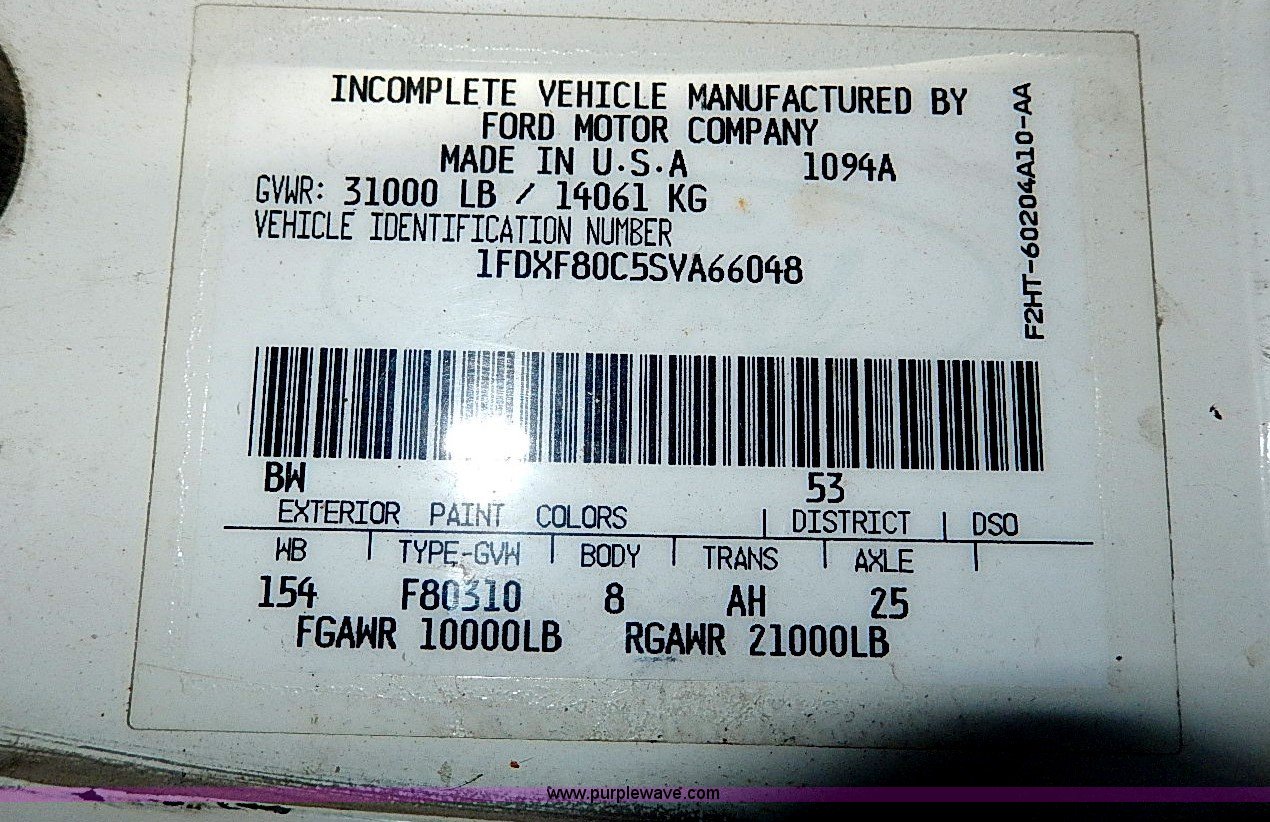 INCOMPLETE VEHICLE MANUFACTURED BY
FORD MOTOR COMPANY
MADE IN U.S.A 1094A
GVWR: 31000 LB / 14061 KG
VEHICLE IDENTIFICATION NUMBER
1FDXF80C5SVA66048
F2HT-60204A10-AA
BW 53
EXTERIOR PAINT COLORS | DISTRICT | DSO
WB | TYPE-GVW | BODY | TRANS | AXLE |
154 F80310 8 AH 25
FGAWR 10000LB RGAWR 21000LB
www.purplewave.com